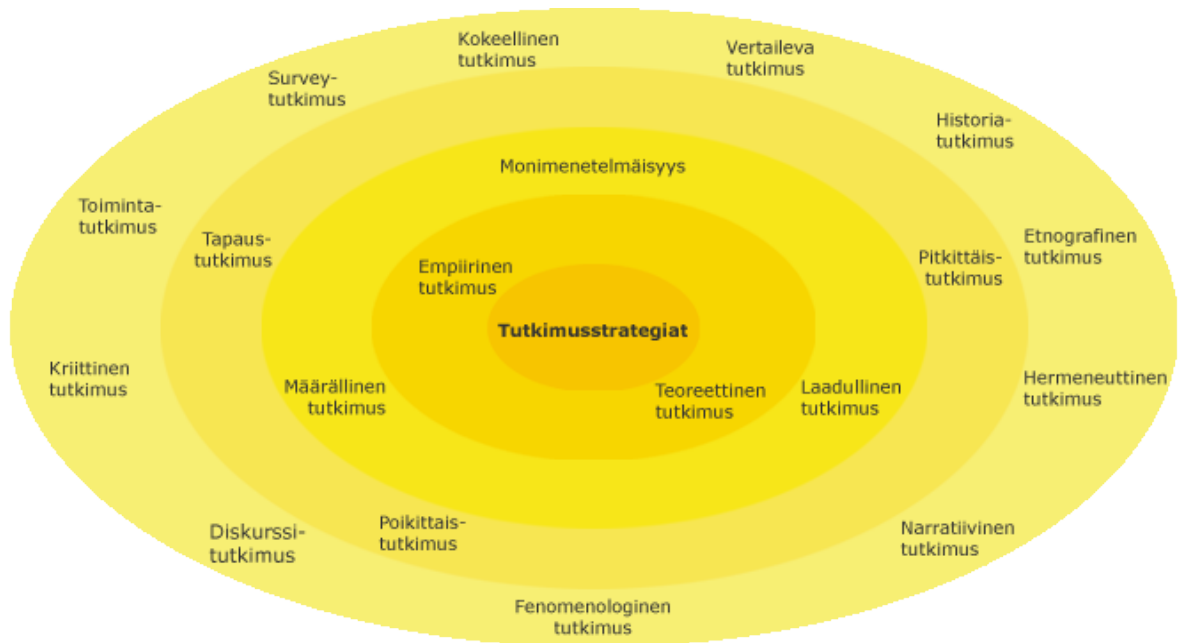 Kokeellinen
tutkimus
Vertaileva
tutkimus
Survey-
tutkimus
Historia-
tutkimus
Monimenetelmäisyys
Toiminta-
tutkimus
Tapaus-
tutkimus
Etnografinen
tutkimus
Pitkittäis-
tutkimus
Empiirinen
tutkimus
Tutkimusstrategiat
Kriittinen
tutkimus
Määrällinen
tutkimus
Teoreettinen
tutkimus
Laadullinen
tutkimus
Hermeneuttinen
tutkimus
Diskurssi-
tutkimus
Poikittais-
tutkimus
Narratiivinen
tutkimus
Fenomenologinen
tutkimus